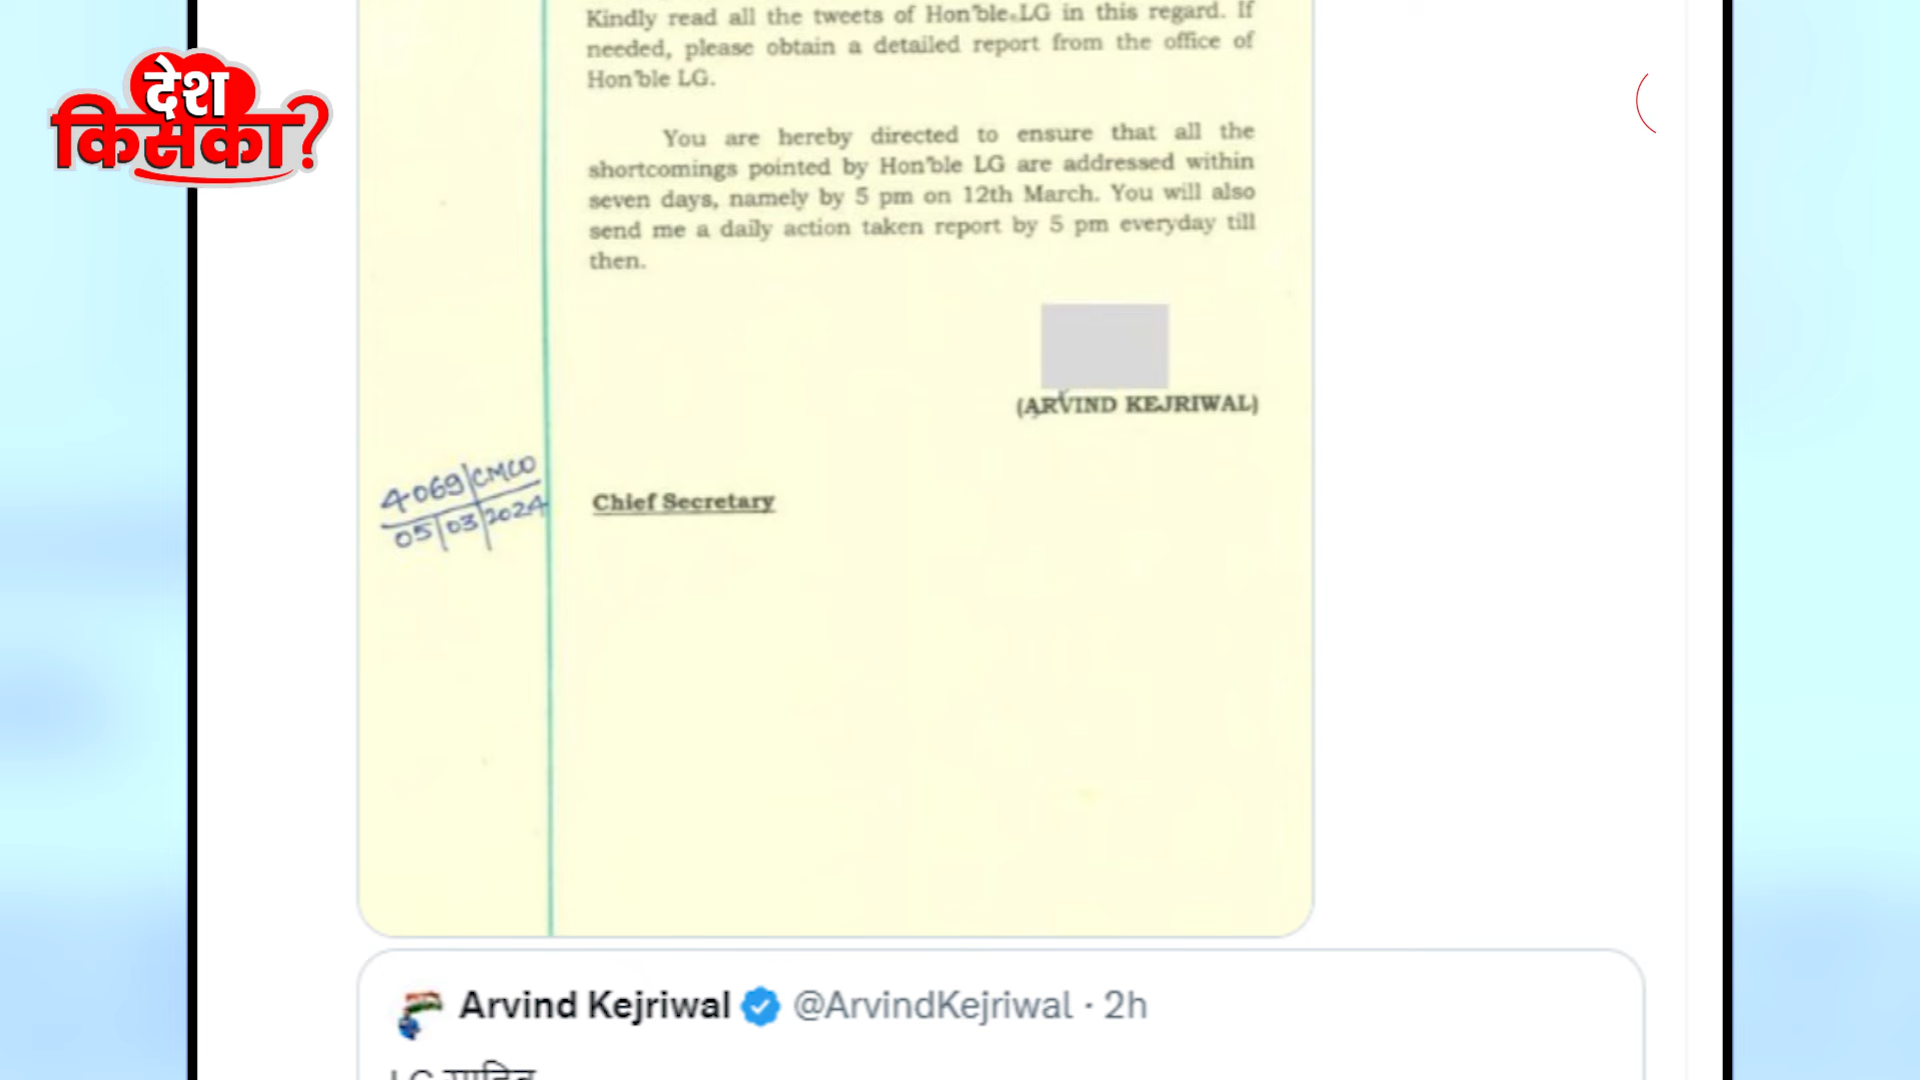 देश
किसका?
Kindly read all the tweets of Hon'ble LG in this regard. If
needed, please obtain a detailed report from the office of
Hon'ble LG.
You are hereby directed to ensure that all the
shortcomings pointed by Hon'ble LG are addressed within
seven days, namely by 5 pm on 12th March. You will also
send me a daily action taken report by 5 pm everyday till
then.
(ARVIND KEJRIWAL)
4069/CMCO
05/03/2024
Chief Secretary
Arvind Kejriwal @ArvindKejriwal · 2h
LG साहिब